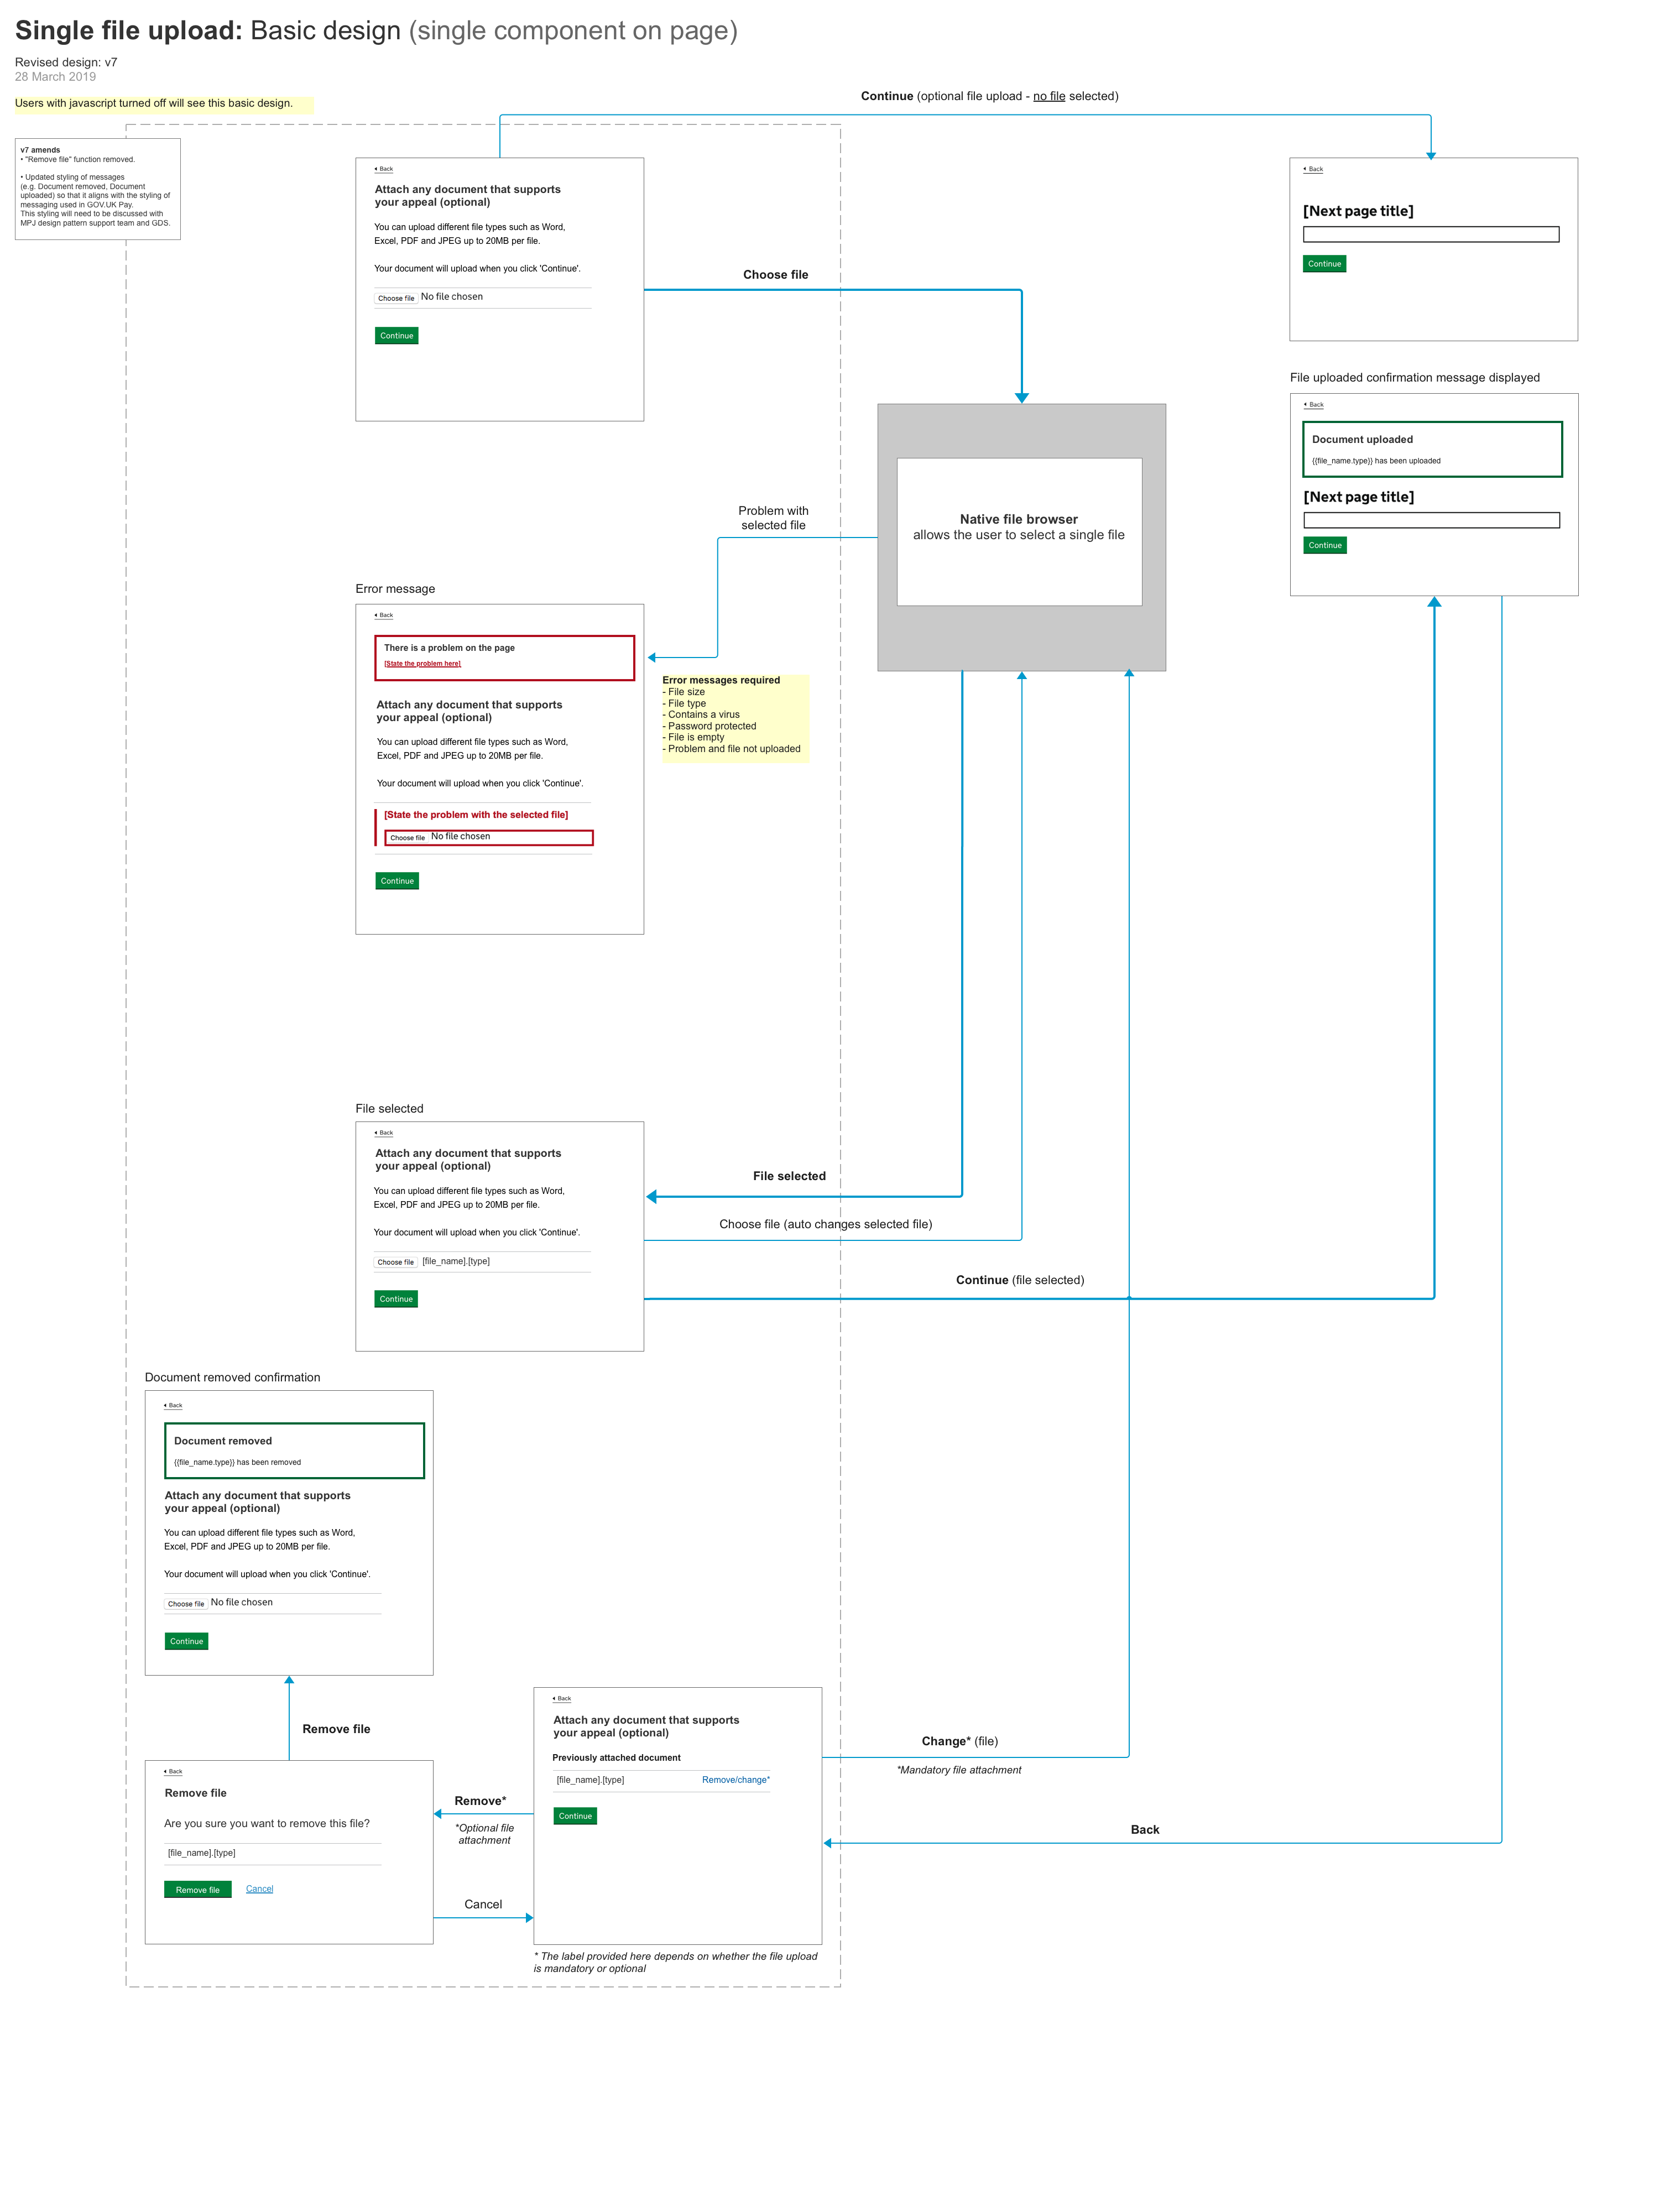 Single file upload: Basic design (single component on page)
Revised design: v7
28 March 2019
Users with javascript turned off will see this basic design.
v7 amends
• "Remove file" function removed.
• Updated styling of messages
(e.g. Document removed, Document
uploaded) so that it aligns with the styling of
messaging used in GOV.UK Pay.
This styling will need to be discussed with
MPJ design pattern support team and GDS.
Continue (optional file upload - no file selected)
Back
Attach any document that supports
your appeal (optional)
You can upload different file types such as Word,
Excel, PDF and JPEG up to 20MB per file.
Your document will upload when you click 'Continue'.
Choose file No file chosen
Continue
Choose file
Back
[Next page title]
Continue
File uploaded confirmation message displayed
Back
Document uploaded
{{file_name.type}} has been uploaded
[Next page title]
Continue
Native file browser
allows the user to select a single file
Problem with
selected file
Error message
Back
There is a problem on the page
[State the problem here]
Attach any document that supports
your appeal (optional)
You can upload different file types such as Word,
Excel, PDF and JPEG up to 20MB per file.
Your document will upload when you click 'Continue'.
[State the problem with the selected file]
Choose file No file chosen
Continue
Error messages required
- File size
- File type
- Contains a virus
- Password protected
- File is empty
- Problem and file not uploaded
File selected
Back
Attach any document that supports
your appeal (optional)
You can upload different file types such as Word,
Excel, PDF and JPEG up to 20MB per file.
Your document will upload when you click 'Continue'.
Choose file [file_name].[type]
Continue
File selected
Choose file (auto changes selected file)
Continue (file selected)
Document removed confirmation
Back
Document removed
{{file_name.type}} has been removed
Attach any document that supports
your appeal (optional)
You can upload different file types such as Word,
Excel, PDF and JPEG up to 20MB per file.
Your document will upload when you click 'Continue'.
Choose file No file chosen
Continue
Remove file
Back
Remove file
Are you sure you want to remove this file?
[file_name].[type]
Remove file Cancel
Remove*
*Optional file
attachment
Cancel
Back
Attach any document that supports
your appeal (optional)
Previously attached document
[file_name].[type] Remove/change*
Continue
* The label provided here depends on whether the file upload
is mandatory or optional
Change* (file)
*Mandatory file attachment
Back